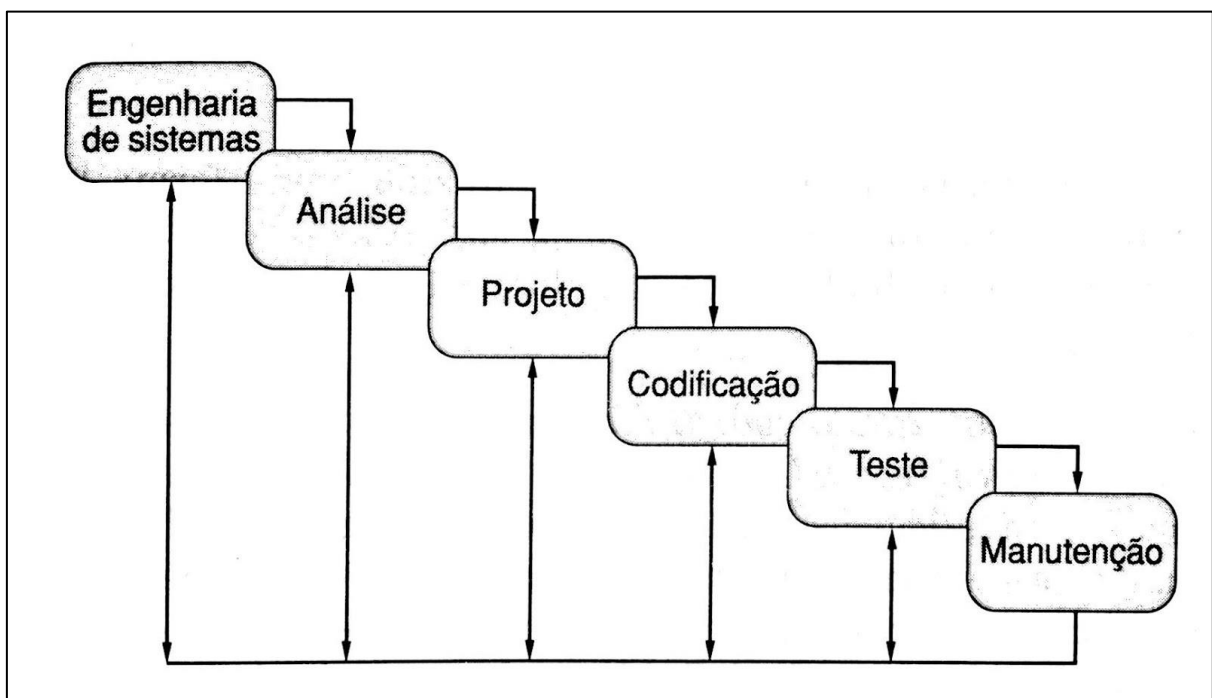 Engenharia
de sistemas
Análise
Projeto
Codificação
Teste
Manutenção